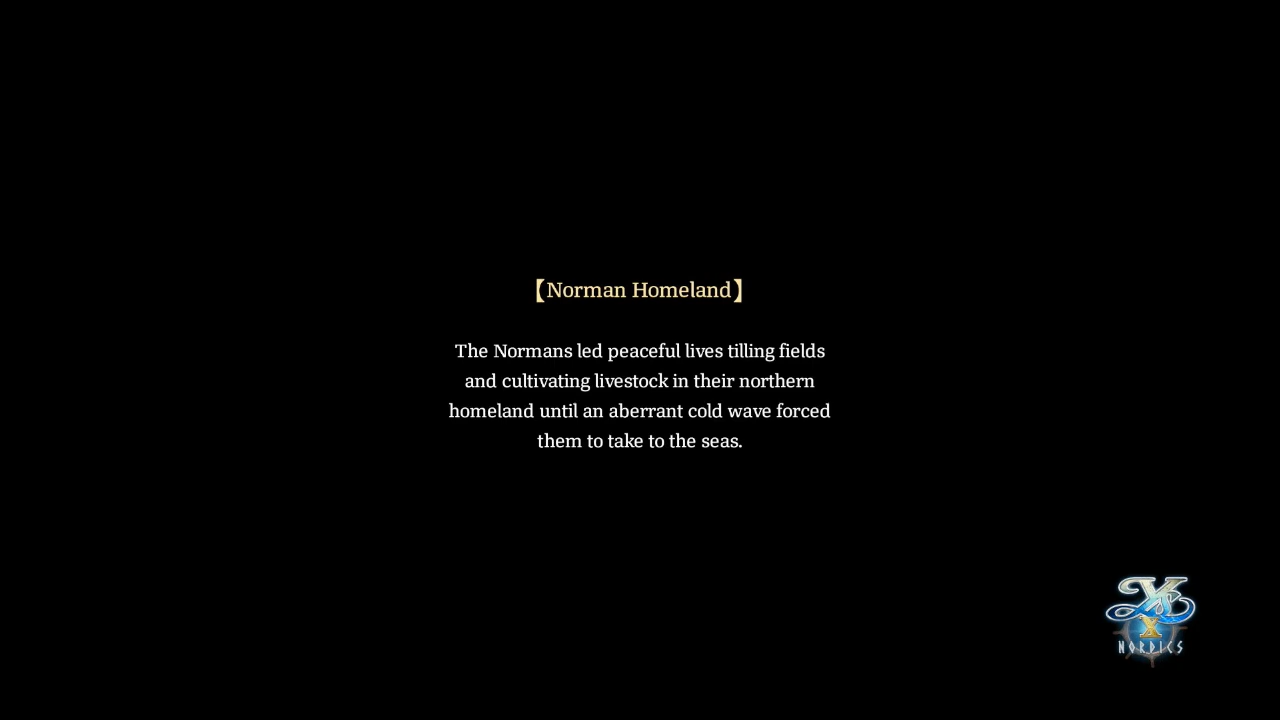 【Norman Homeland】
The Normans led peaceful lives tilling fields
and cultivating livestock in their northern
homeland until an aberrant cold wave forced
them to take to the seas.
Ys
X
NORDICS